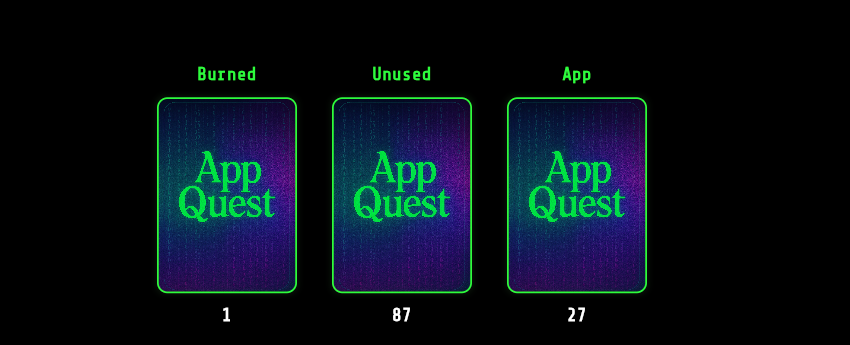 Burned Unused App
App App App
Quest Quest Quest
1 87 27